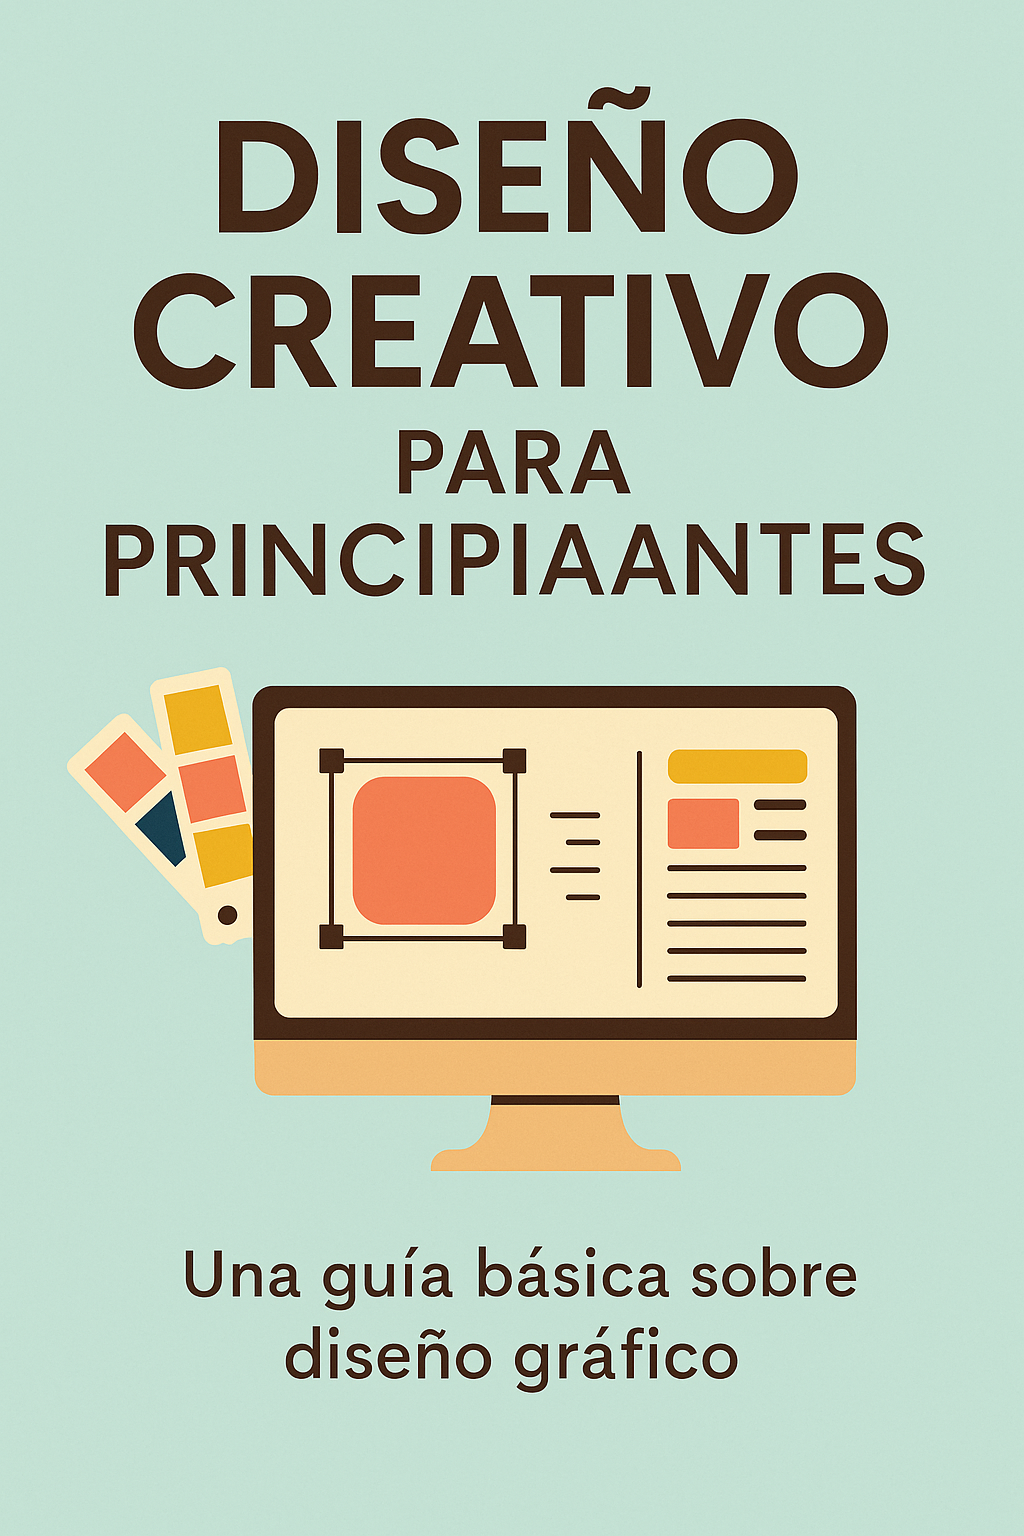 DISEÑO
CREATIVO
PARA
PRINCIPIAANTES
Una guía básica sobre
diseño gráfico